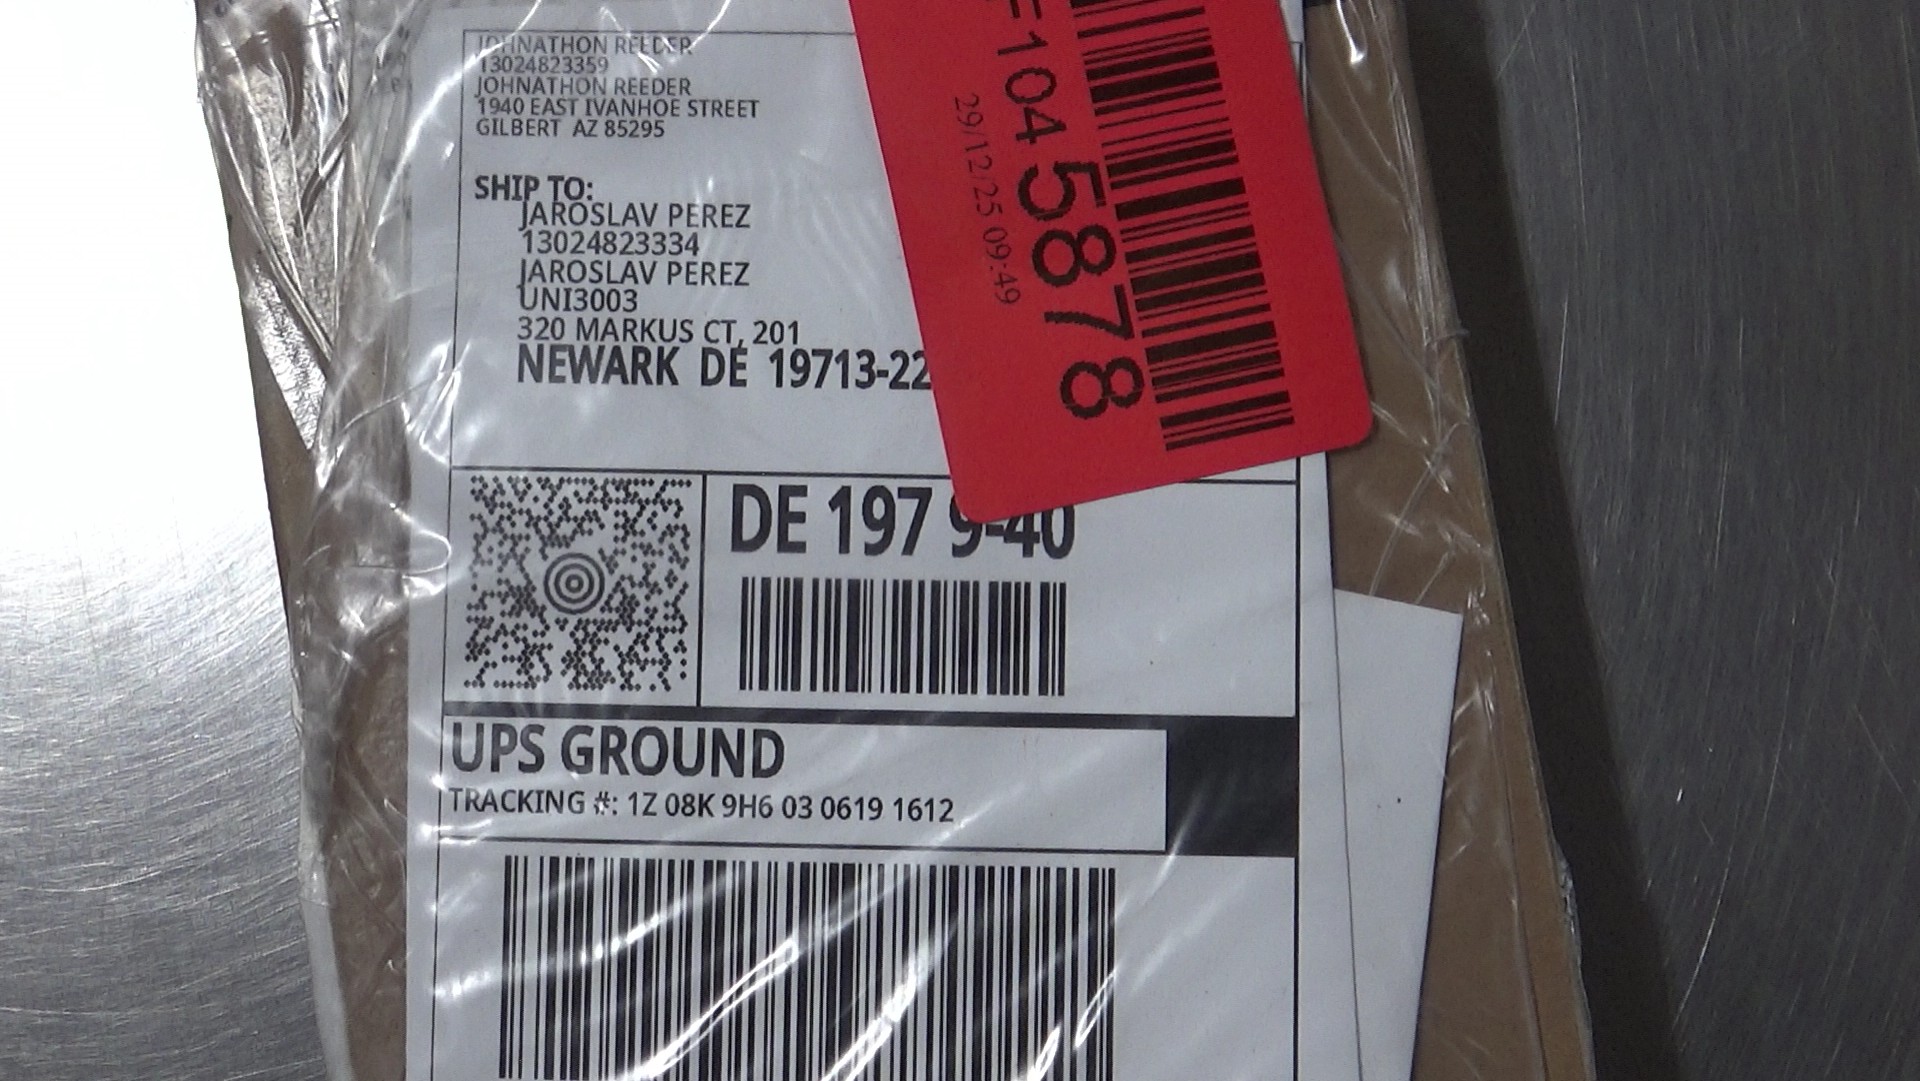 JOHNATHON REEDER
13024823359
JOHNATHON REEDER
1940 EAST IVANHOE STREET
GILBERT AZ 85295
SHIP TO:
JAROSLAV PEREZ
13024823334
JAROSLAV PEREZ
UNI3003
320 MARKUS CT, 201
NEWARK DE 19713-22
1045878
29/12/25 09:49
DE 197 9-40
UPS GROUND
TRACKING #: 1Z 08K 9H6 03 0619 1612